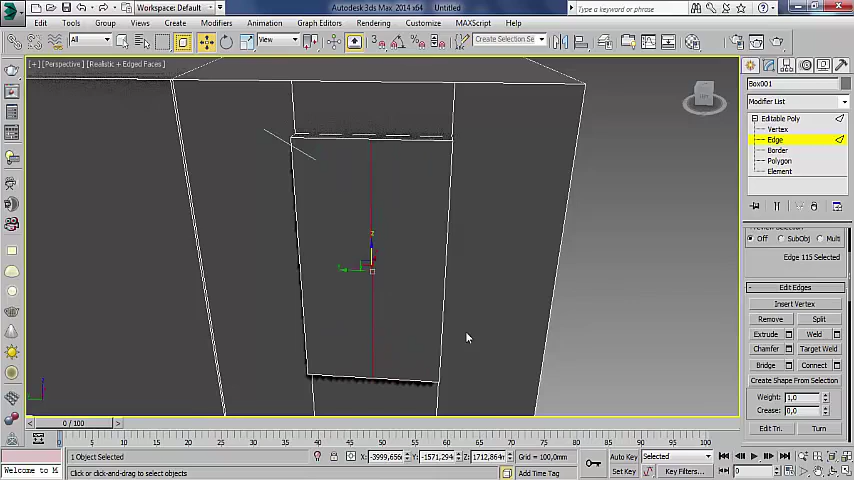 Workspace: Default
Autodesk 3ds Max 2014 x64
Untitled
Type a keyword or phrase
Edit
Tools
Group
Views
Create
Modifiers
Animation
Graph Editors
Rendering
Customize
MAXScript
Help
All
View
3
Create Selection Se
[+] [Perspective] [Realistic + Edged Faces]
Box001
Modifier List
Editable Poly
Vertex
Edge
Border
Polygon
Element
Preview Selection
Off
SubObj
Multi
Edge 115 Selected
Edit Edges
Insert Vertex
Remove
Split
Extrude
Weld
Chamfer
Target Weld
Bridge
Connect
Create Shape From Selection
Weight: 1,0
Crease: 0,0
Edit Tri.
Turn
z
0 / 100
0 5 10 15 20 25 30 35 40 45 50 55 60 65 70 75 80 85 90 95 100
1 Object Selected
X: -3999,656
Y: -1571,294
Z: 1712,864m
Grid = 100,0mm
Auto Key
Selected
Welcome to M
Click or click-and-drag to select objects
Add Time Tag
Set Key
Key Filters...
0